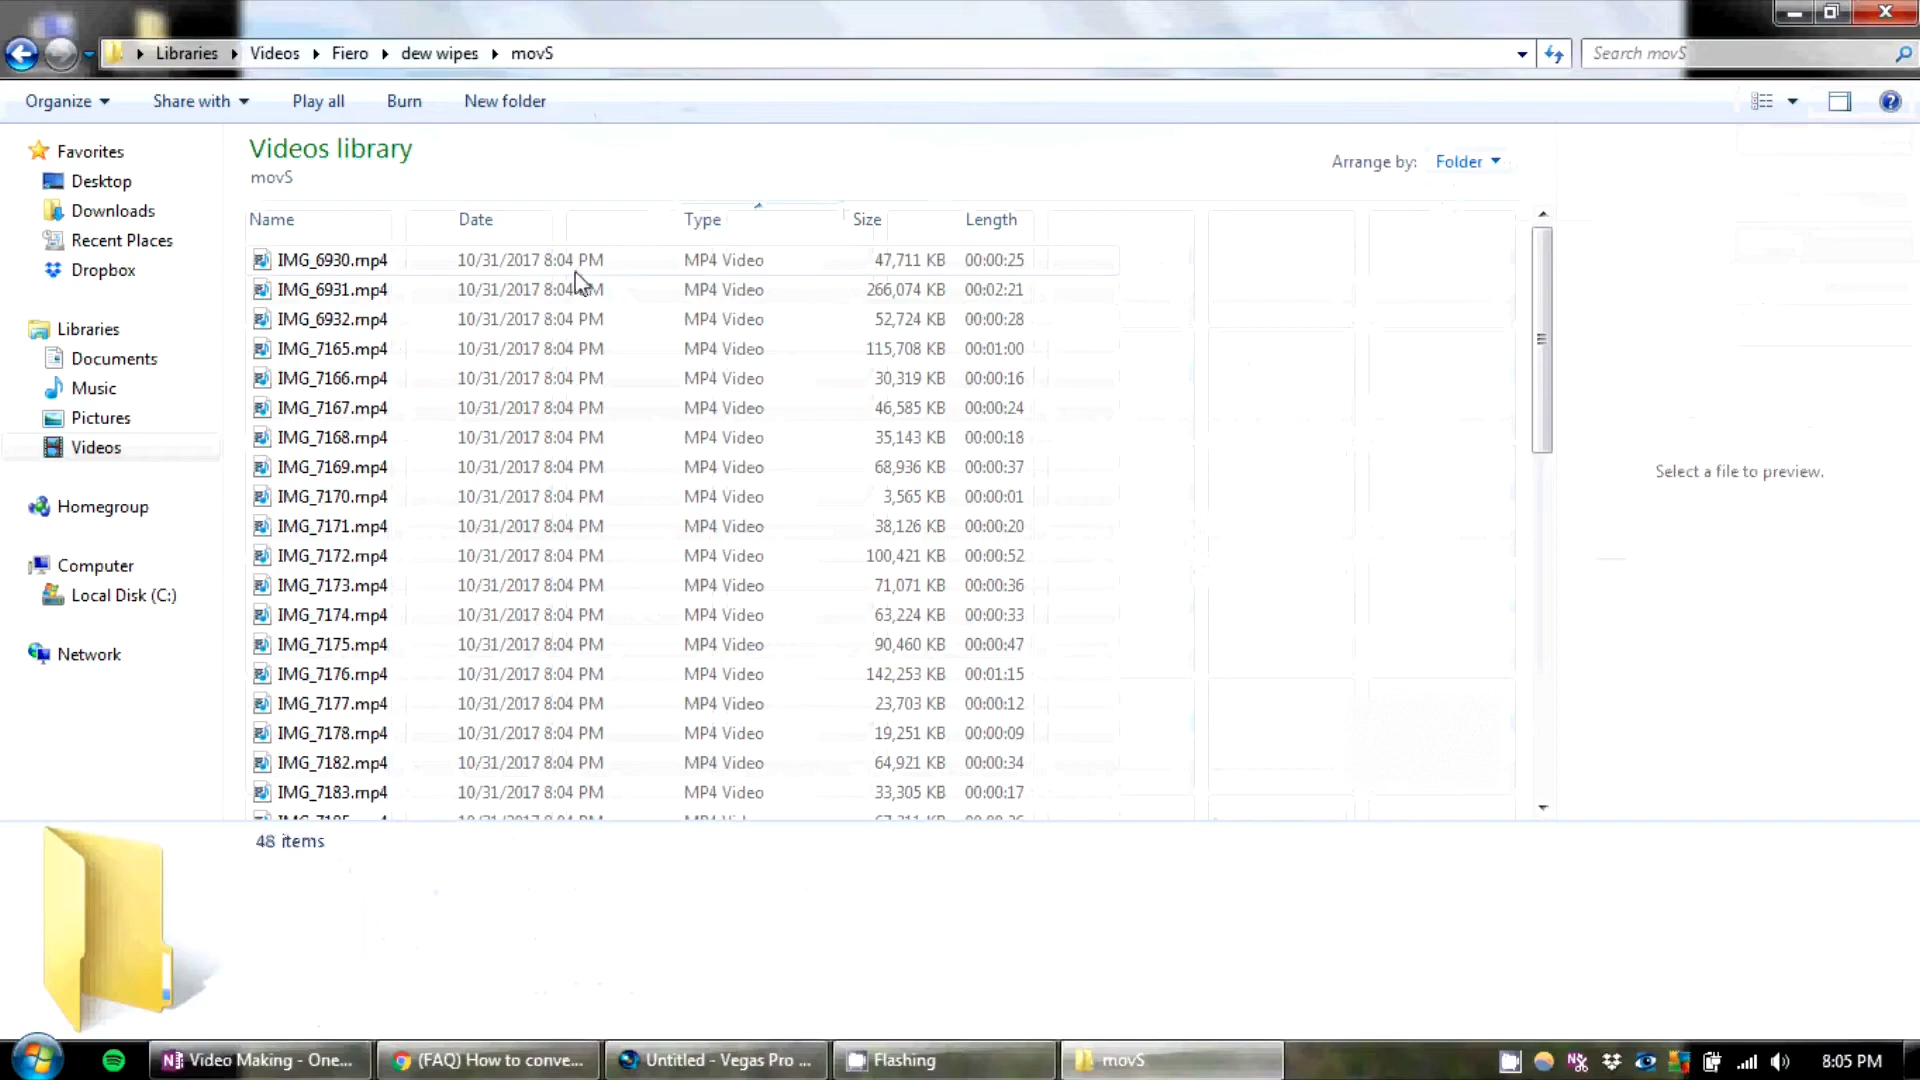 Libraries Videos Fiero dew wipes movS
Search movS
Organize Share with Play all Burn New folder
Favorites
Desktop
Downloads
Recent Places
Dropbox
Libraries
Documents
Music
Pictures
Videos
Homegroup
Computer
Local Disk (C:)
Network
Videos library
movS
Arrange by: Folder
Name Date Type Size Length
IMG_6930.mp4 10/31/2017 8:04 PM MP4 Video 47,711 KB 00:00:25
IMG_6931.mp4 10/31/2017 8:04 PM MP4 Video 266,074 KB 00:02:21
IMG_6932.mp4 10/31/2017 8:04 PM MP4 Video 52,724 KB 00:00:28
IMG_7165.mp4 10/31/2017 8:04 PM MP4 Video 115,708 KB 00:01:00
IMG_7166.mp4 10/31/2017 8:04 PM MP4 Video 30,319 KB 00:00:16
IMG_7167.mp4 10/31/2017 8:04 PM MP4 Video 46,585 KB 00:00:24
IMG_7168.mp4 10/31/2017 8:04 PM MP4 Video 35,143 KB 00:00:18
IMG_7169.mp4 10/31/2017 8:04 PM MP4 Video 68,936 KB 00:00:37
IMG_7170.mp4 10/31/2017 8:04 PM MP4 Video 3,565 KB 00:00:01
IMG_7171.mp4 10/31/2017 8:04 PM MP4 Video 38,126 KB 00:00:20
IMG_7172.mp4 10/31/2017 8:04 PM MP4 Video 100,421 KB 00:00:52
IMG_7173.mp4 10/31/2017 8:04 PM MP4 Video 71,071 KB 00:00:36
IMG_7174.mp4 10/31/2017 8:04 PM MP4 Video 63,224 KB 00:00:33
IMG_7175.mp4 10/31/2017 8:04 PM MP4 Video 90,460 KB 00:00:47
IMG_7176.mp4 10/31/2017 8:04 PM MP4 Video 142,253 KB 00:01:15
IMG_7177.mp4 10/31/2017 8:04 PM MP4 Video 23,703 KB 00:00:12
IMG_7178.mp4 10/31/2017 8:04 PM MP4 Video 19,251 KB 00:00:09
IMG_7182.mp4 10/31/2017 8:04 PM MP4 Video 64,921 KB 00:00:34
IMG_7183.mp4 10/31/2017 8:04 PM MP4 Video 33,305 KB 00:00:17
Select a file to preview.
48 items
Video Making - One... (FAQ) How to conve... Untitled - Vegas Pro ... Flashing movS 8:05 PM